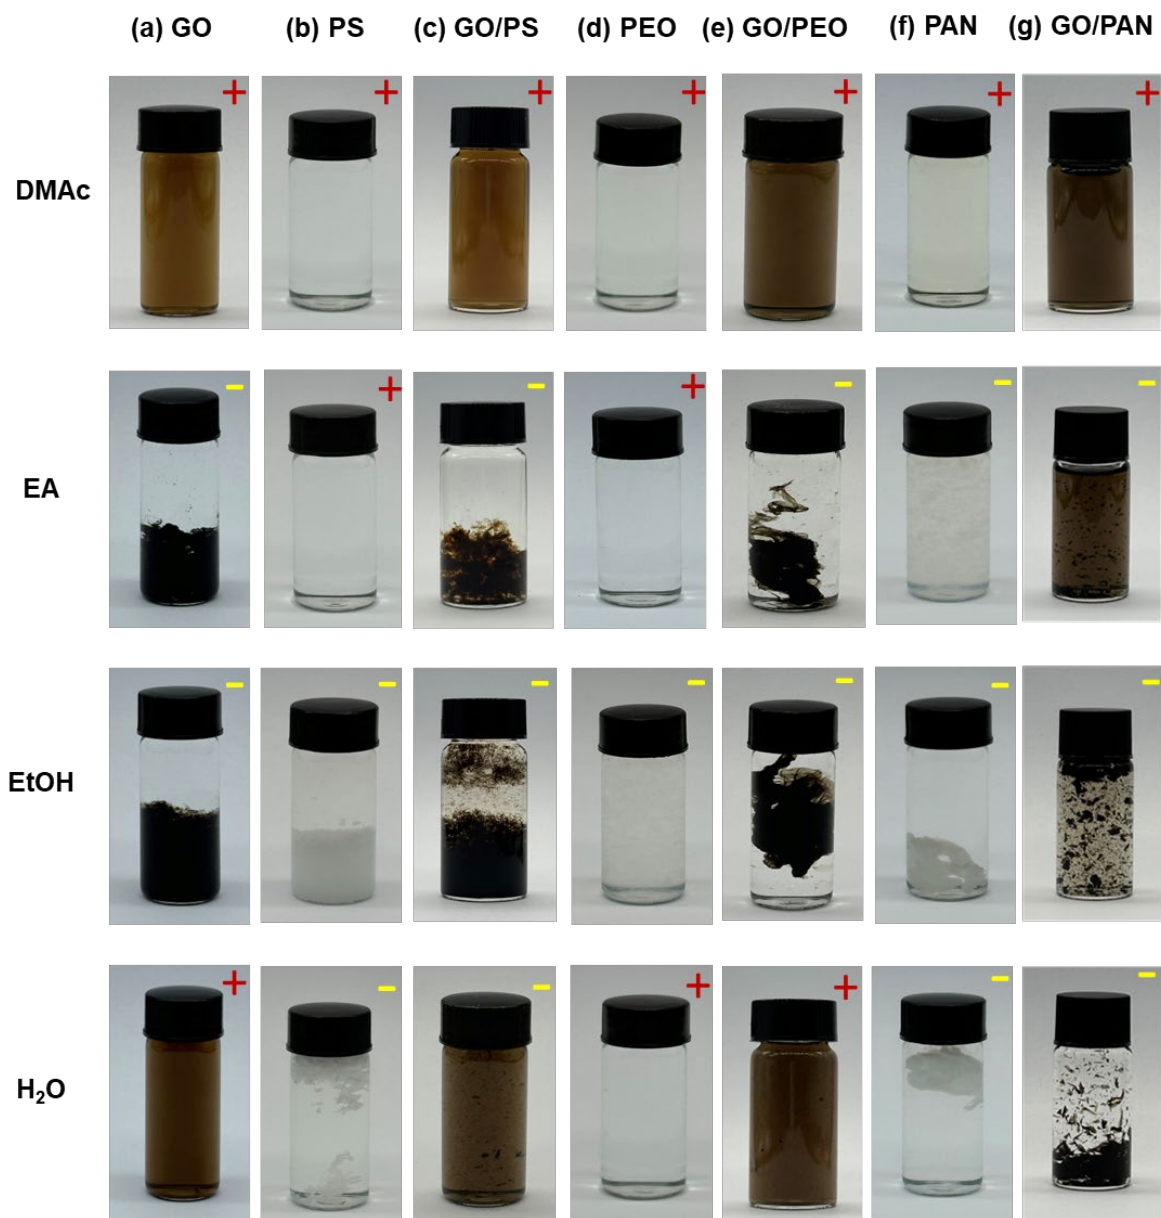 (a) GO (b) PS (c) GO/PS (d) PEO (e) GO/PEO (f) PAN (g) GO/PAN
+ + + + + + +
DMAc
- + - + - - -
EA
- - - - - - -
EtOH
+ - - + + - -
H₂O